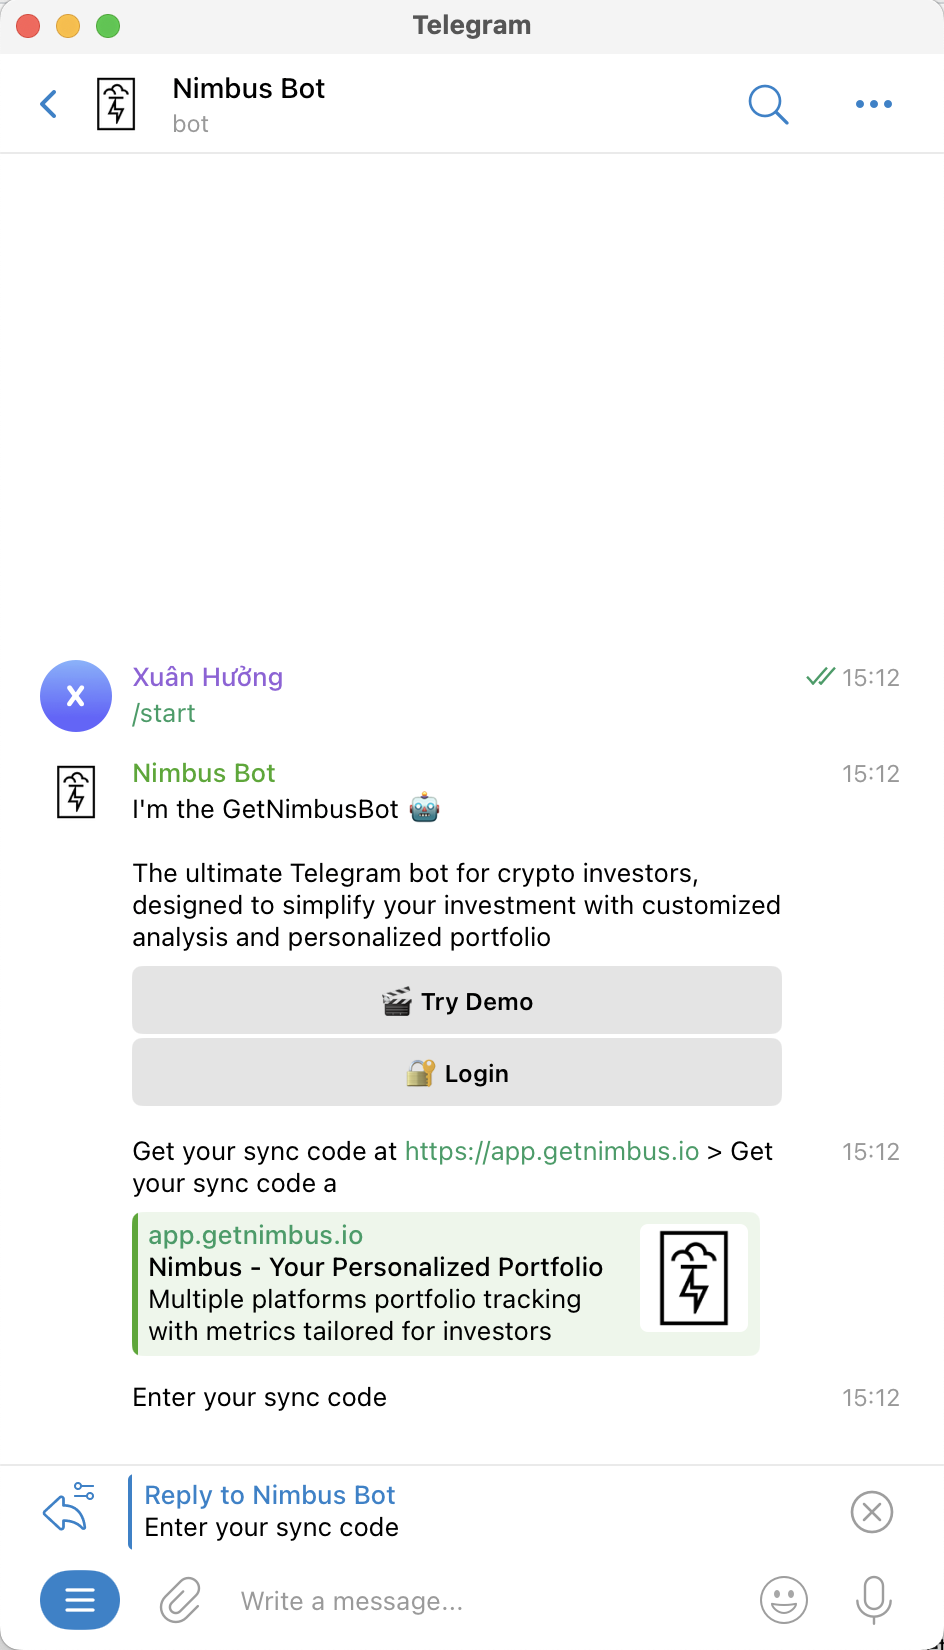 Telegram
Nimbus Bot
bot
Xuân Hưởng
15:12
/start
Nimbus Bot
15:12
I'm the GetNimbusBot 🤖
The ultimate Telegram bot for crypto investors,
designed to simplify your investment with customized
analysis and personalized portfolio
🎬 Try Demo
🔐 Login
Get your sync code at https://app.getnimbus.io > Get
15:12
your sync code a
app.getnimbus.io
Nimbus - Your Personalized Portfolio
Multiple platforms portfolio tracking
with metrics tailored for investors
Enter your sync code
15:12
Reply to Nimbus Bot
Enter your sync code
Write a message...